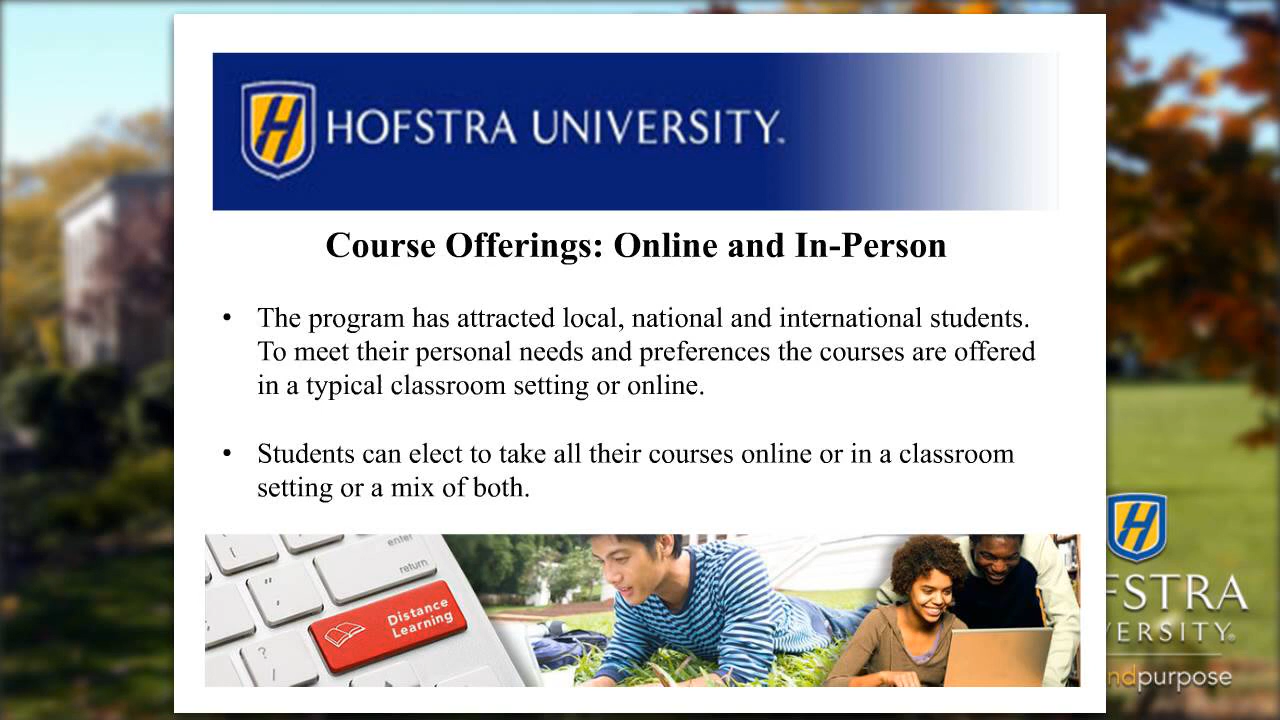 HOFSTRA UNIVERSITY.
Course Offerings: Online and In-Person
• The program has attracted local, national and international students.
To meet their personal needs and preferences the courses are offered
in a typical classroom setting or online.
• Students can elect to take all their courses online or in a classroom
setting or a mix of both.
enter
return
Distance
Learning
FSTRA
ERSITY.
ndpurpose